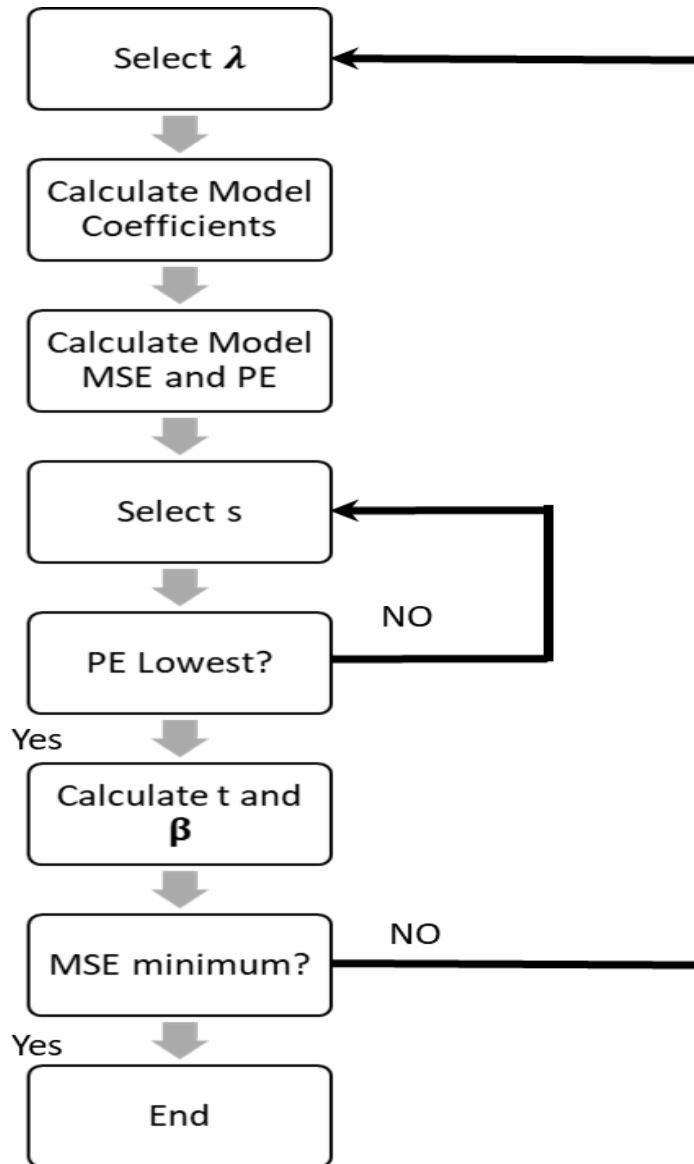 Select λ
Calculate Model
Coefficients
Calculate Model
MSE and PE
Select s
NO
PE Lowest?
Yes
Calculate t and
β
NO
MSE minimum?
Yes
End